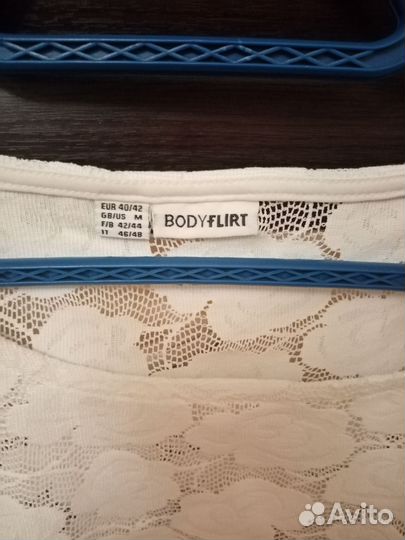 EUR 40/42
GB/US M
F/B 42/44
IT 46/48
BODYFLIRT
Avito